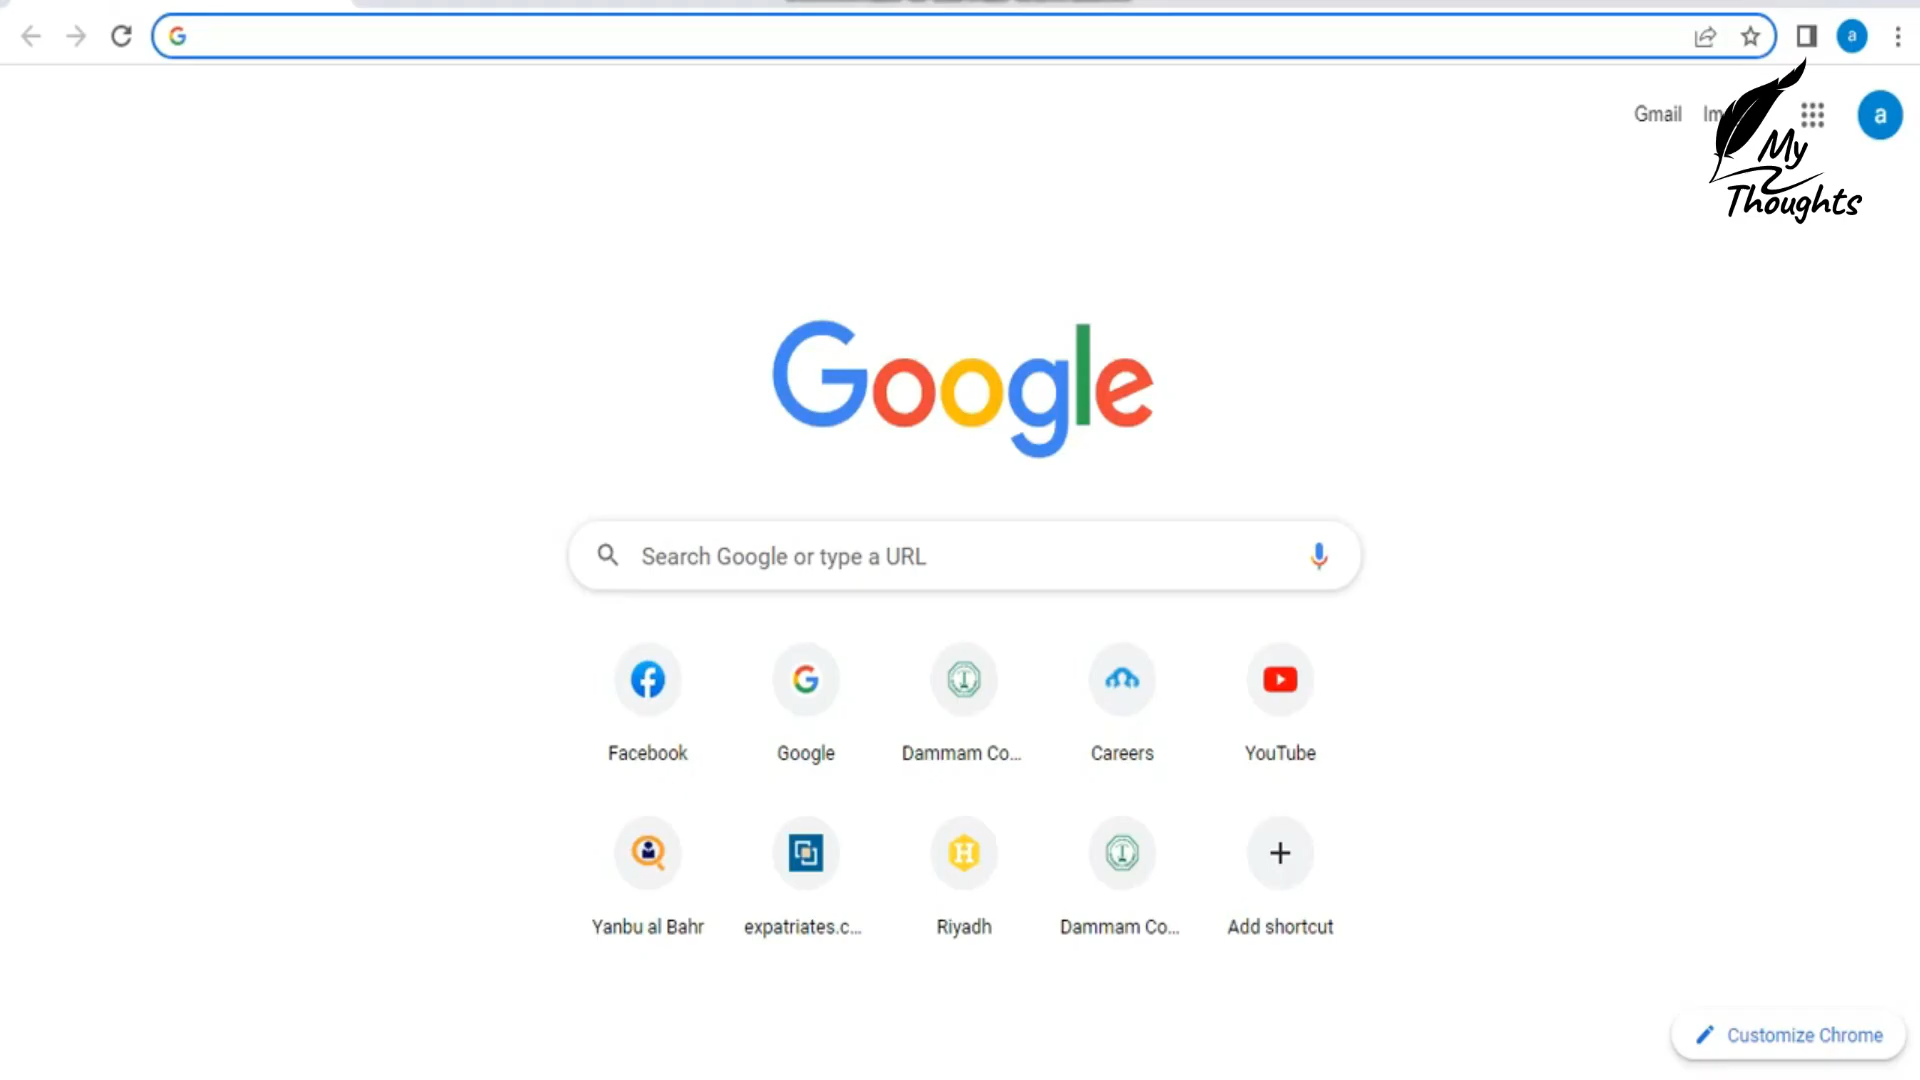 Gmail
My
Thoughts
a
a
Google
Search Google or type a URL
Facebook
Google
Dammam Co...
Careers
YouTube
Yanbu al Bahr
expatriates.c...
Riyadh
Dammam Co...
Add shortcut
Customize Chrome